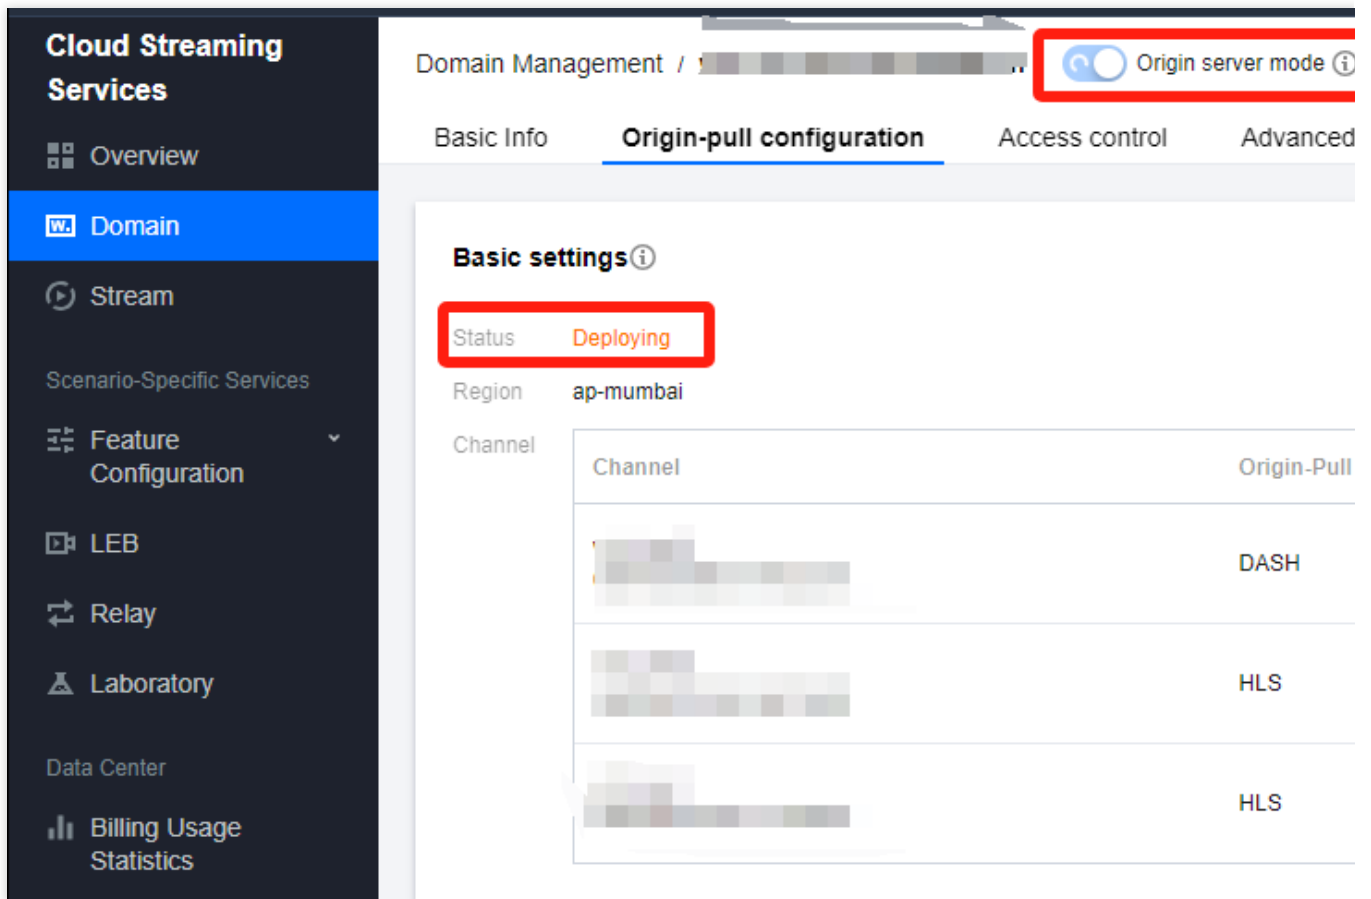 Cloud Streaming
Services
Overview
Domain
Stream
Scenario-Specific Services
Feature
Configuration
LEB
Relay
Laboratory
Data Center
Billing Usage
Statistics
Domain Management /
Origin server mode
Basic Info
Origin-pull configuration
Access control
Advanced
Basic settings
Status Deploying
Region ap-mumbai
Channel
Channel Origin-Pull
DASH
HLS
HLS